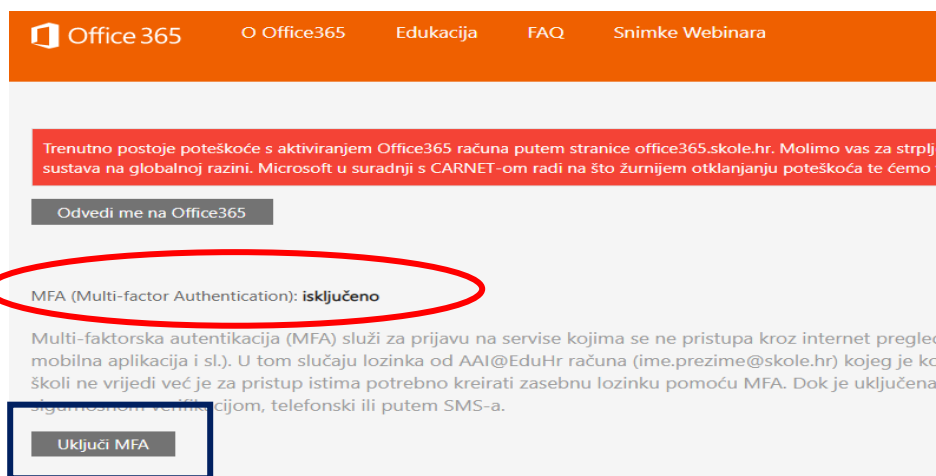 Office 365 O Office365 Edukacija FAQ Snimke Webinara
Trenutno postoje poteškoće s aktiviranjem Office365 računa putem stranice office365.skole.hr. Molimo vas za strplj
sustava na globalnoj razini. Microsoft u suradnji s CARNET-om radi na što žurnijem otklanjanju poteškoća te ćemo
Odvedi me na Office365
MFA (Multi-factor Authentication): isključeno
Multi-faktorska autentikacija (MFA) služi za prijavu na servise kojima se ne pristupa kroz internet pregled
mobilna aplikacija i sl.). U tom slučaju lozinka od AAI@EduHr računa (ime.prezime@skole.hr) kojeg je ko
školi ne vrijedi već je za pristup istima potrebno kreirati zasebnu lozinku pomoću MFA. Dok je uključena
sigurnosnom verifikacijom, telefonski ili putem SMS-a.
Uključi MFA